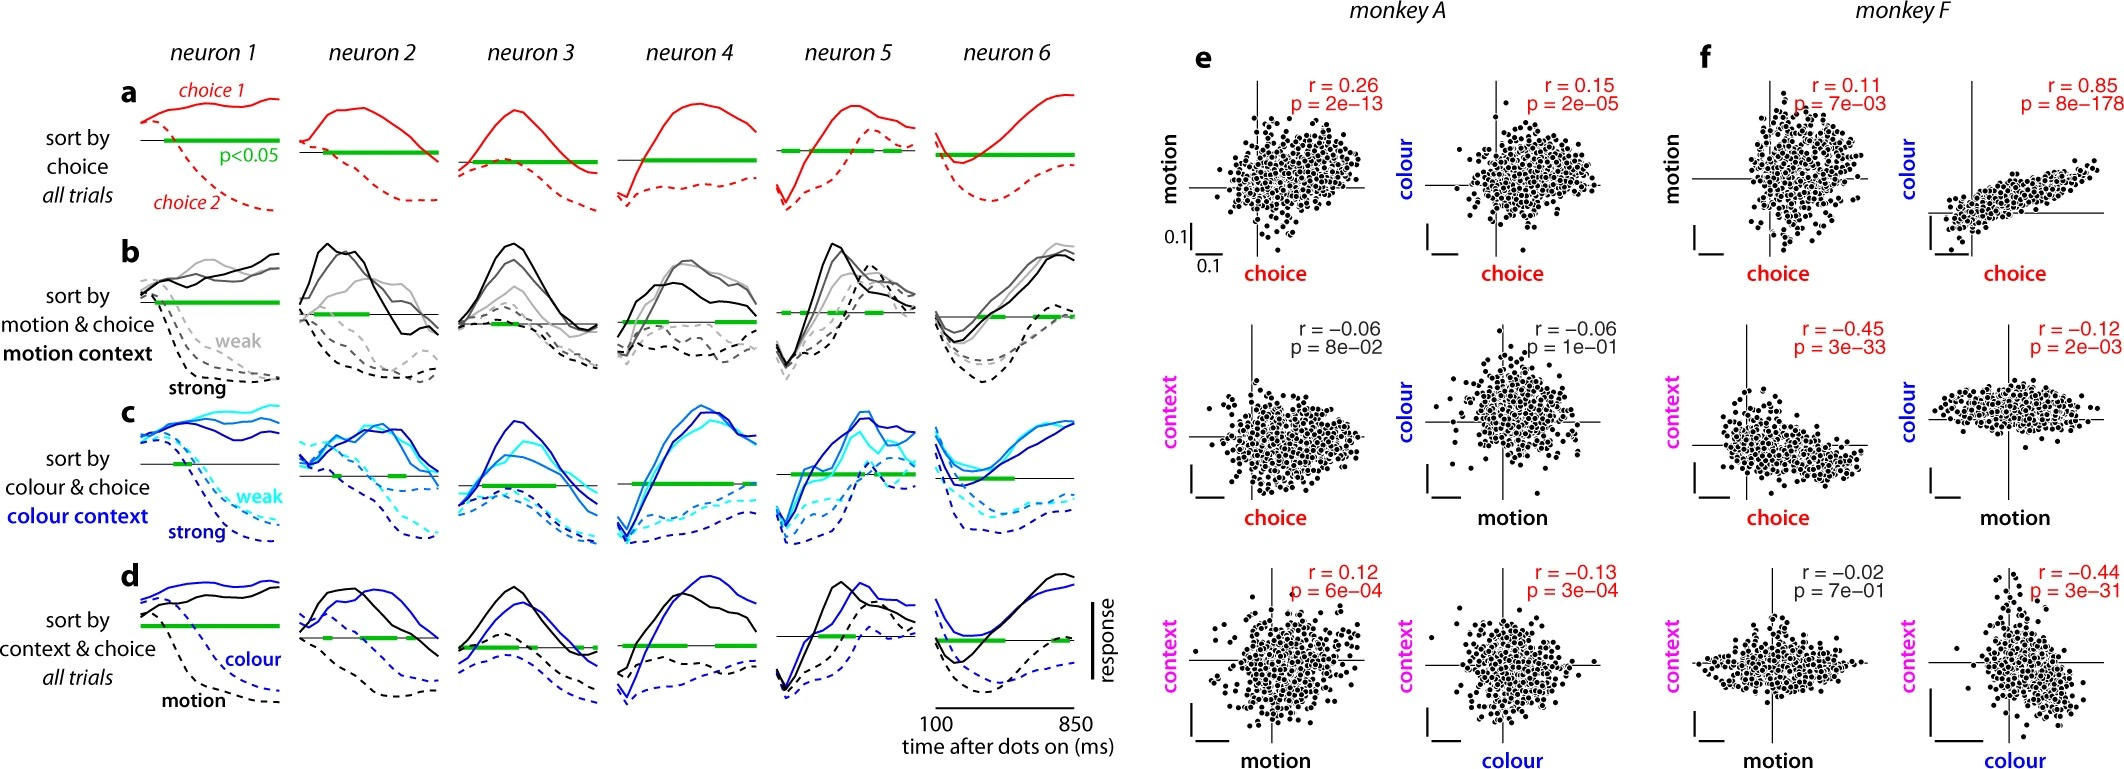 monkey A
monkey F
neuron 1
neuron 2
neuron 3
neuron 4
neuron 5
neuron 6
a
sort by
choice
all trials
choice 1
p<0.05
choice 2
b
sort by
motion & choice
motion context
weak
strong
c
sort by
colour & choice
colour context
weak
strong
d
sort by
context & choice
all trials
colour
motion
response
100
850
time after dots on (ms)
e
r = 0.26
p = 2e−13
motion
0.1
0.1
choice
r = 0.15
p = 2e−05
colour
choice
r = −0.06
p = 8e−02
context
choice
r = −0.06
p = 1e−01
colour
motion
r = 0.12
p = 6e−04
context
motion
r = −0.13
p = 3e−04
context
colour
f
r = 0.11
p = 7e−03
motion
choice
r = 0.85
p = 8e−178
colour
choice
r = −0.45
p = 3e−33
context
choice
r = −0.12
p = 2e−03
colour
motion
r = −0.02
p = 7e−01
context
motion
r = −0.44
p = 3e−31
context
colour